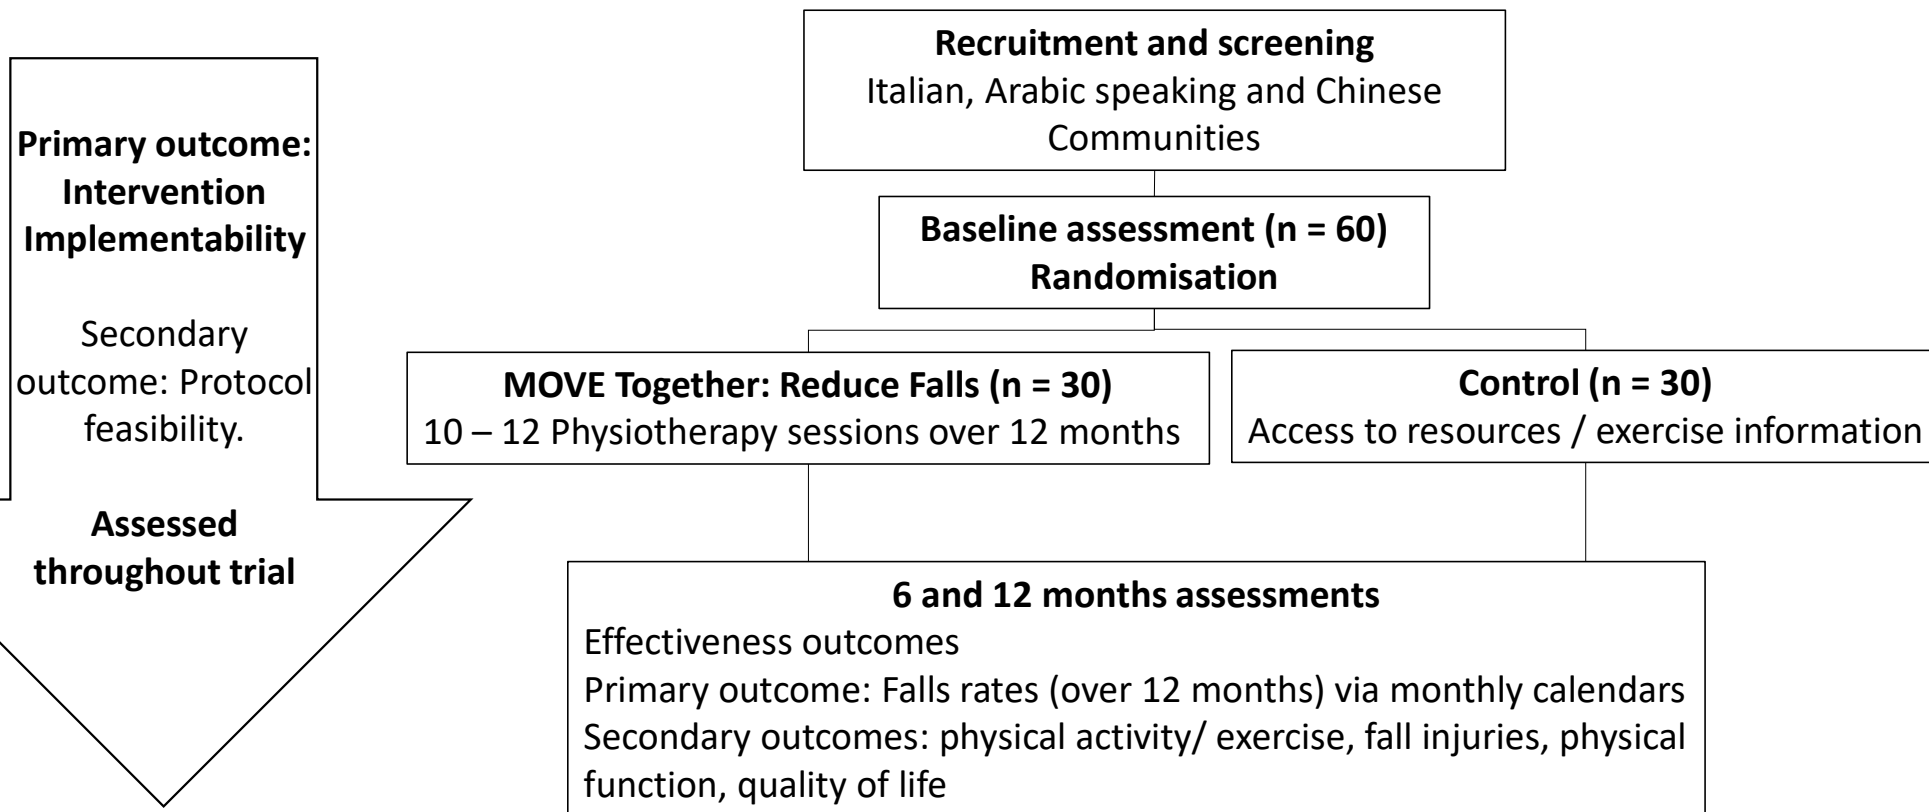 Primary outcome:
Intervention
Implementability
Secondary
outcome: Protocol
feasibility.
Assessed
throughout trial
Recruitment and screening
Italian, Arabic speaking and Chinese
Communities
Baseline assessment (n = 60)
Randomisation
MOVE Together: Reduce Falls (n = 30)
10 – 12 Physiotherapy sessions over 12 months
Control (n = 30)
Access to resources / exercise information
6 and 12 months assessments
Effectiveness outcomes
Primary outcome: Falls rates (over 12 months) via monthly calendars
Secondary outcomes: physical activity/ exercise, fall injuries, physical
function, quality of life